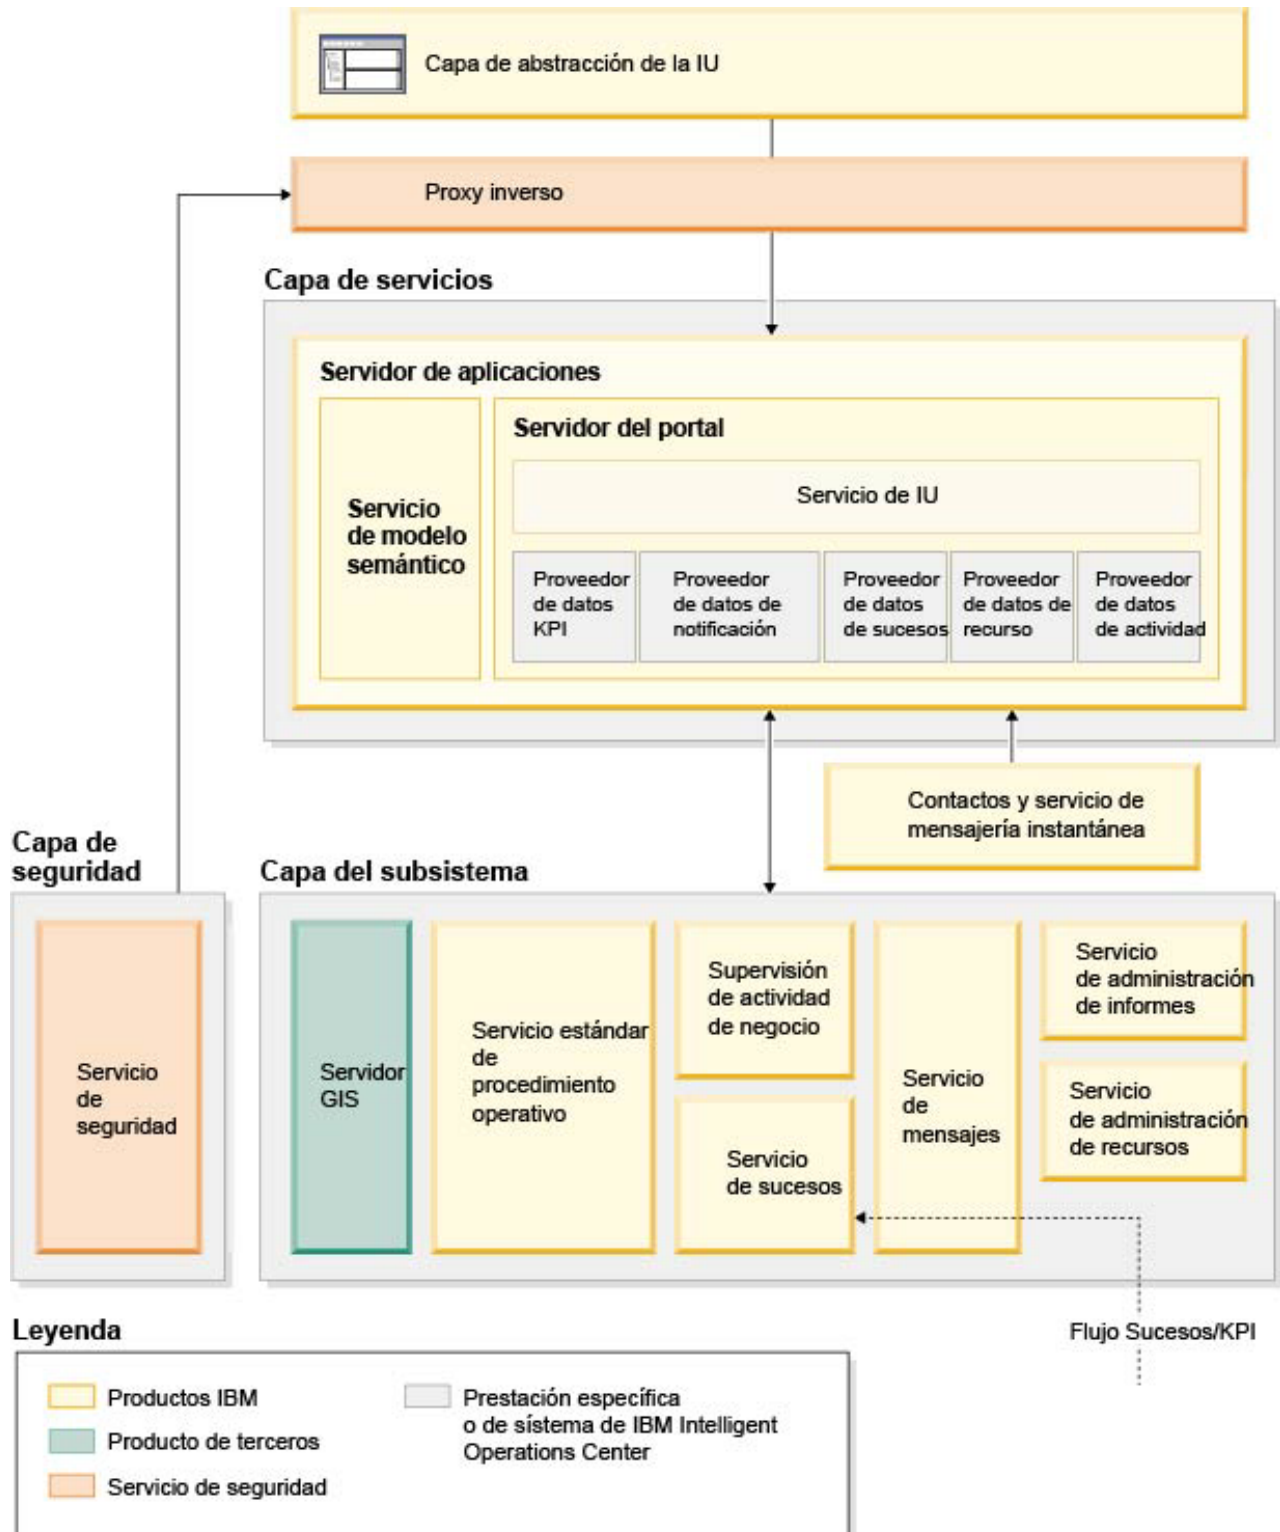 Capa de abstracción de la IU
Proxy inverso
Capa de servicios
Servidor de aplicaciones
Servicio
de modelo
semántico
Servidor del portal
Servicio de IU
Proveedor
de datos
KPI
Proveedor
de datos de
notificación
Proveedor
de datos
de sucesos
Proveedor
de datos de
recurso
Proveedor
de datos
de actividad
Contactos y servicio de
mensajería instantánea
Capa de
seguridad
Servicio
de
seguridad
Capa del subsistema
Servidor
GIS
Servicio estándar
de
procedimiento
operativo
Supervisión
de actividad
de negocio
Servicio
de sucesos
Servicio
de
mensajes
Servicio
de administración
de informes
Servicio
de administración
de recursos
Flujo Sucesos/KPI
Leyenda
Productos IBM
Producto de terceros
Servicio de seguridad
Prestación específica
o de sístema de IBM Intelligent
Operations Center